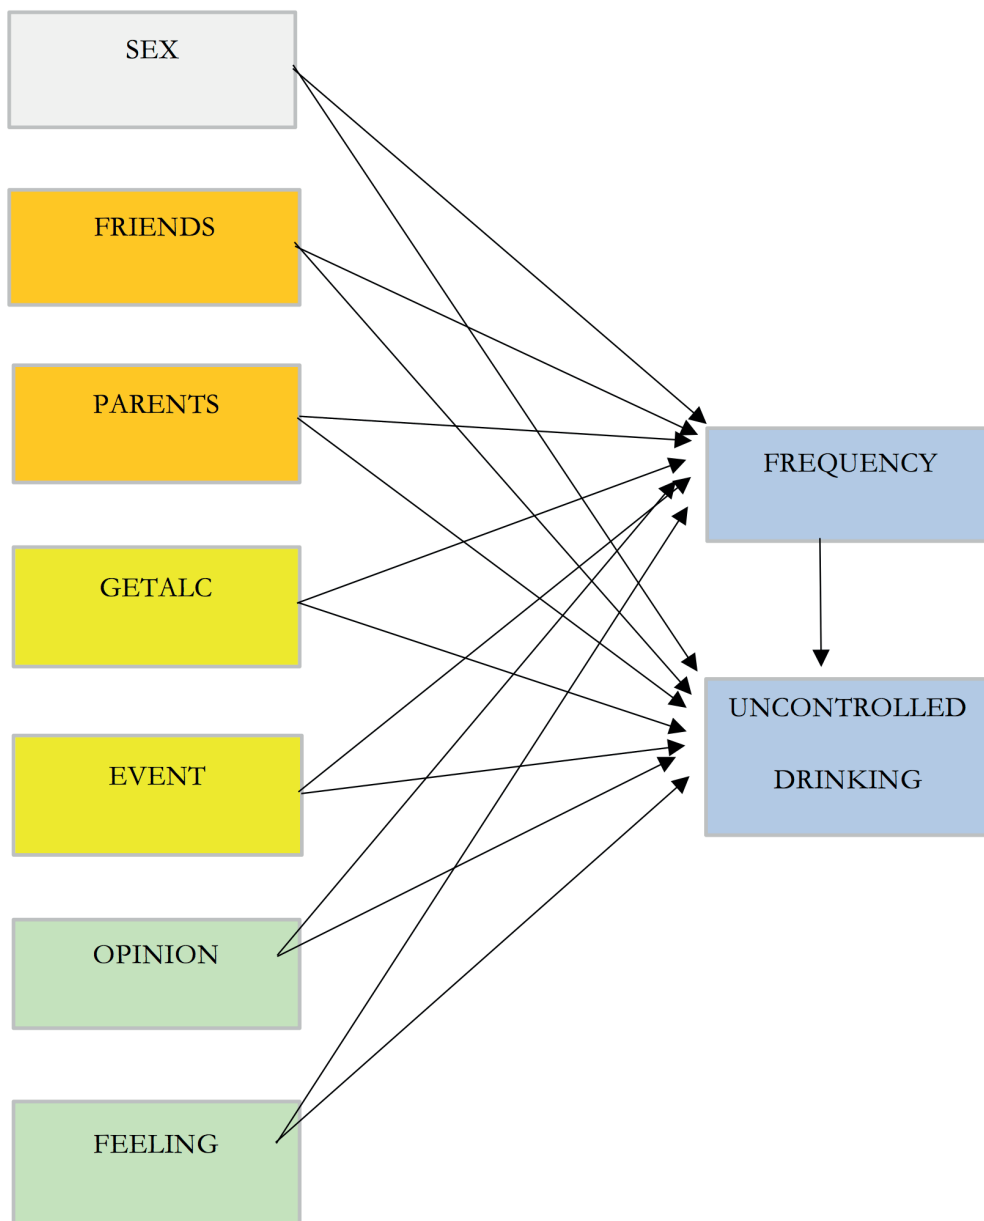 SEX
FRIENDS
PARENTS
GETALC
EVENT
OPINION
FEELING
FREQUENCY
UNCONTROLLED
DRINKING